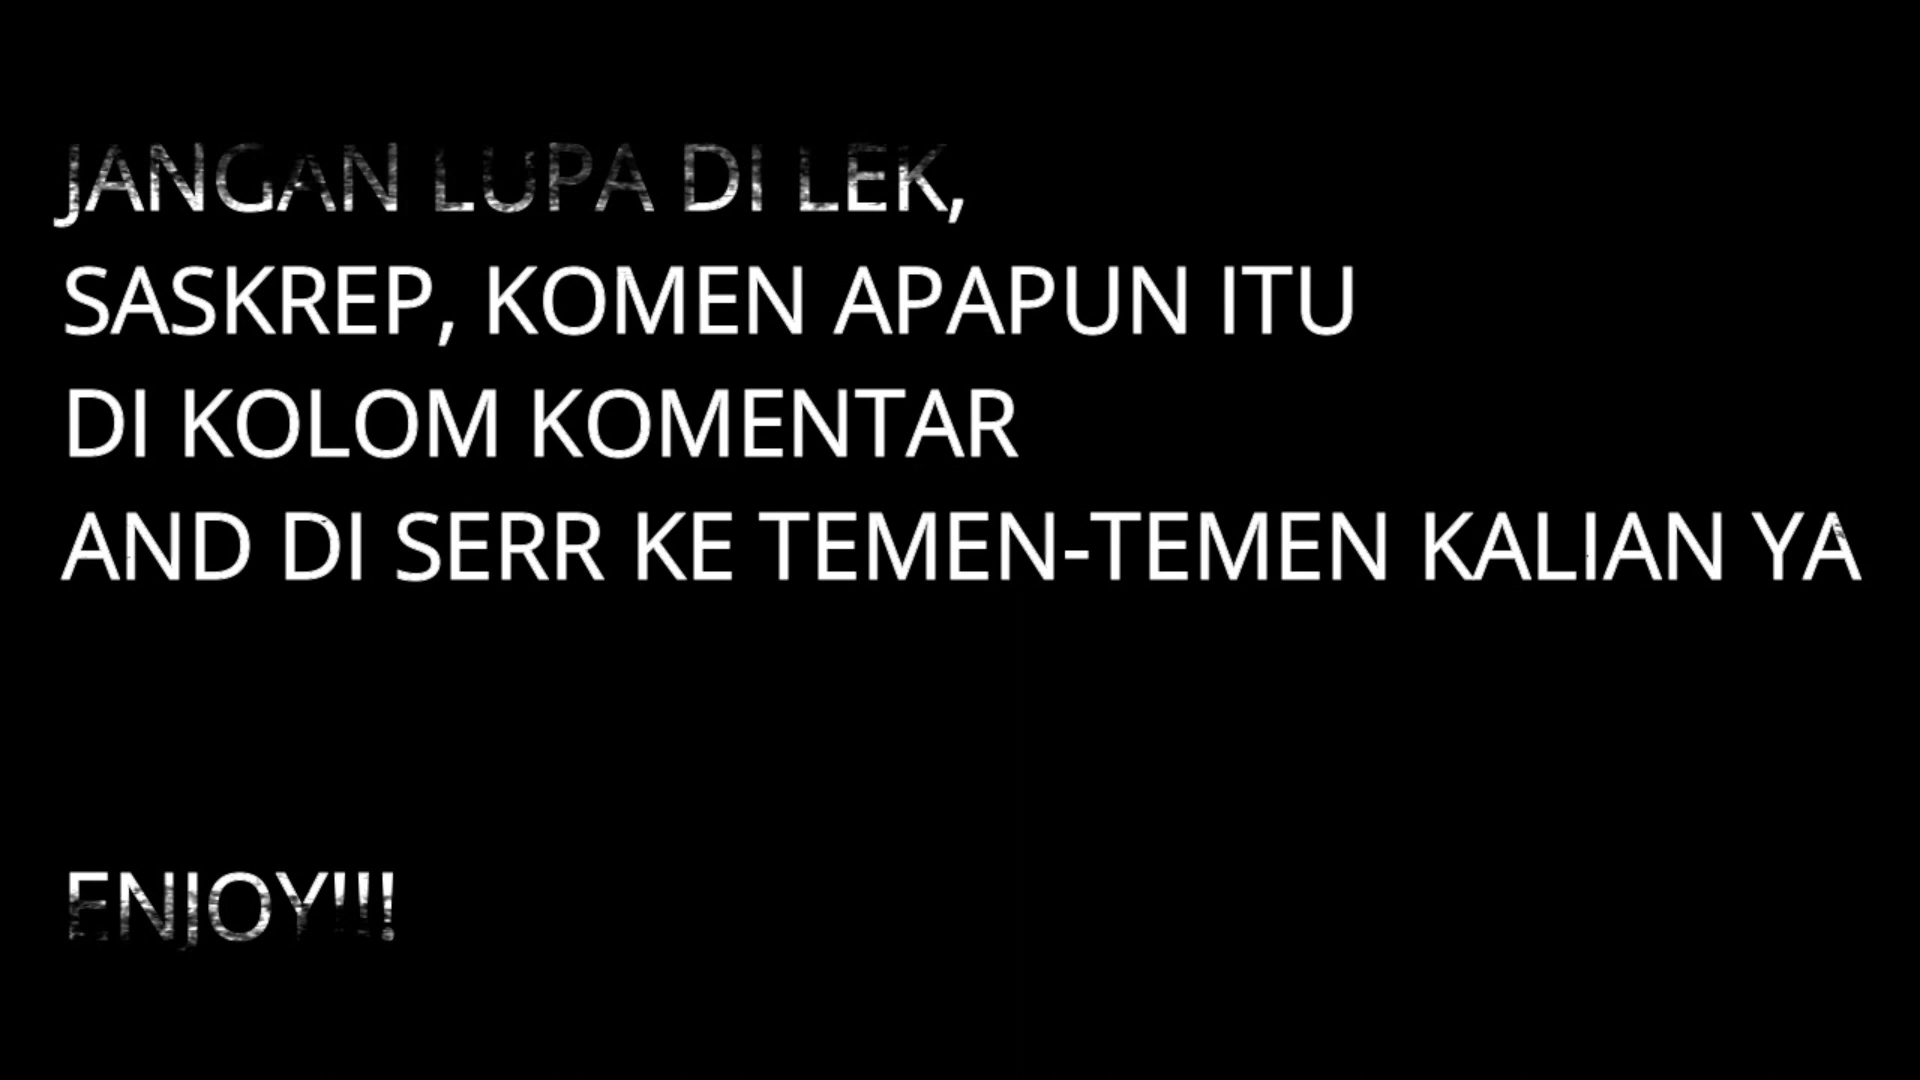 JANGAN LUPA DI LEK,
SASKREP, KOMEN APAPUN ITU
DI KOLOM KOMENTAR
AND DI SERR KE TEMEN-TEMEN KALIAN YA
ENJOY!!!